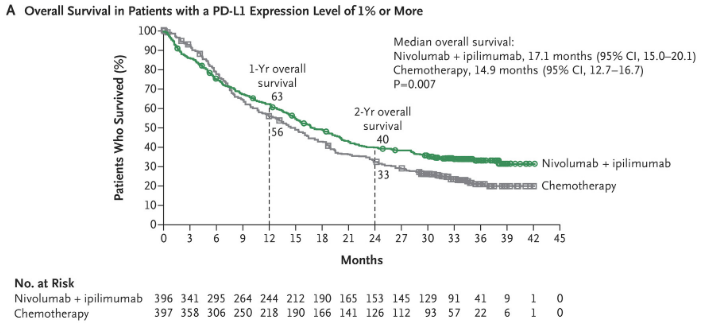 A Overall Survival in Patients with a PD-L1 Expression Level of 1% or More
Median overall survival:
Nivolumab + ipilimumab, 17.1 months (95% CI, 15.0–20.1)
Chemotherapy, 14.9 months (95% CI, 12.7–16.7)
P=0.007
Patients Who Survived (%)
100
90
80
70
60
50
40
30
20
10
0
1-Yr overall
survival
63
56
2-Yr overall
survival
40
33
Nivolumab + ipilimumab
Chemotherapy
0 3 6 9 12 15 18 21 24 27 30 33 36 39 42 45
Months
No. at Risk
Nivolumab + ipilimumab 396 341 295 264 244 212 190 165 153 145 129 91 41 9 1 0
Chemotherapy 397 358 306 250 218 190 166 141 126 112 93 57 22 6 1 0